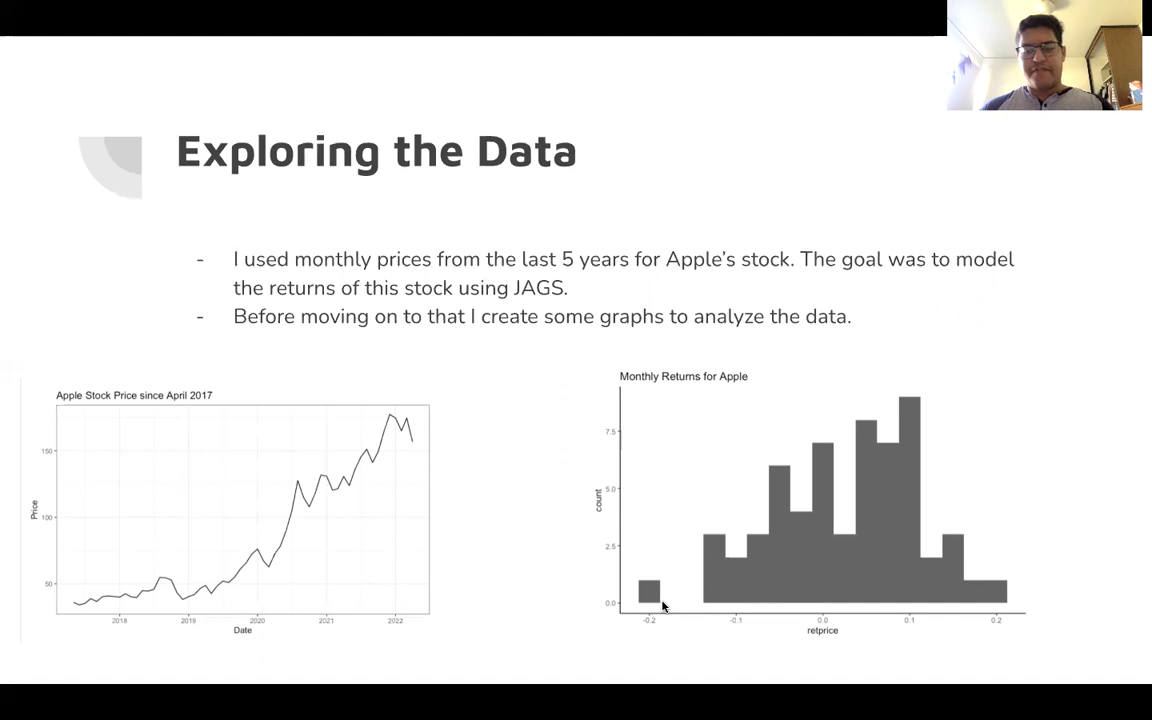 Exploring the Data
- I used monthly prices from the last 5 years for Apple’s stock. The goal was to model
the returns of this stock using JAGS.
- Before moving on to that I create some graphs to analyze the data.
Apple Stock Price since April 2017
150
100
50
Price
2018 2019 2020 2021 2022
Date
Monthly Returns for Apple
7.5
5.0
2.5
0.0
count
-0.2 -0.1 0.0 0.1 0.2
retprice